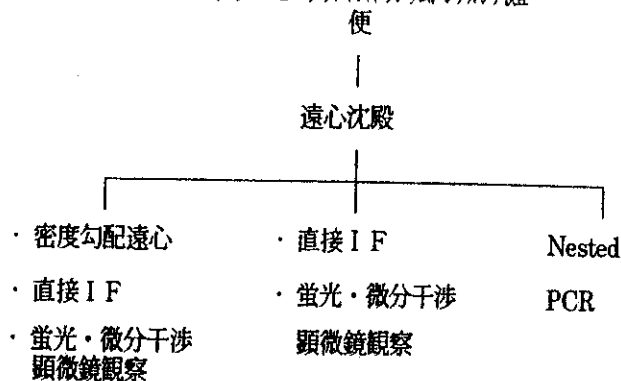 便
遠心沈殿
・ 密度勾配遠心
・ 直接ＩＦ
・ 蛍光・微分干渉
顕微鏡観察
・ 直接ＩＦ
・ 蛍光・微分干渉
顕微鏡観察
Nested
PCR